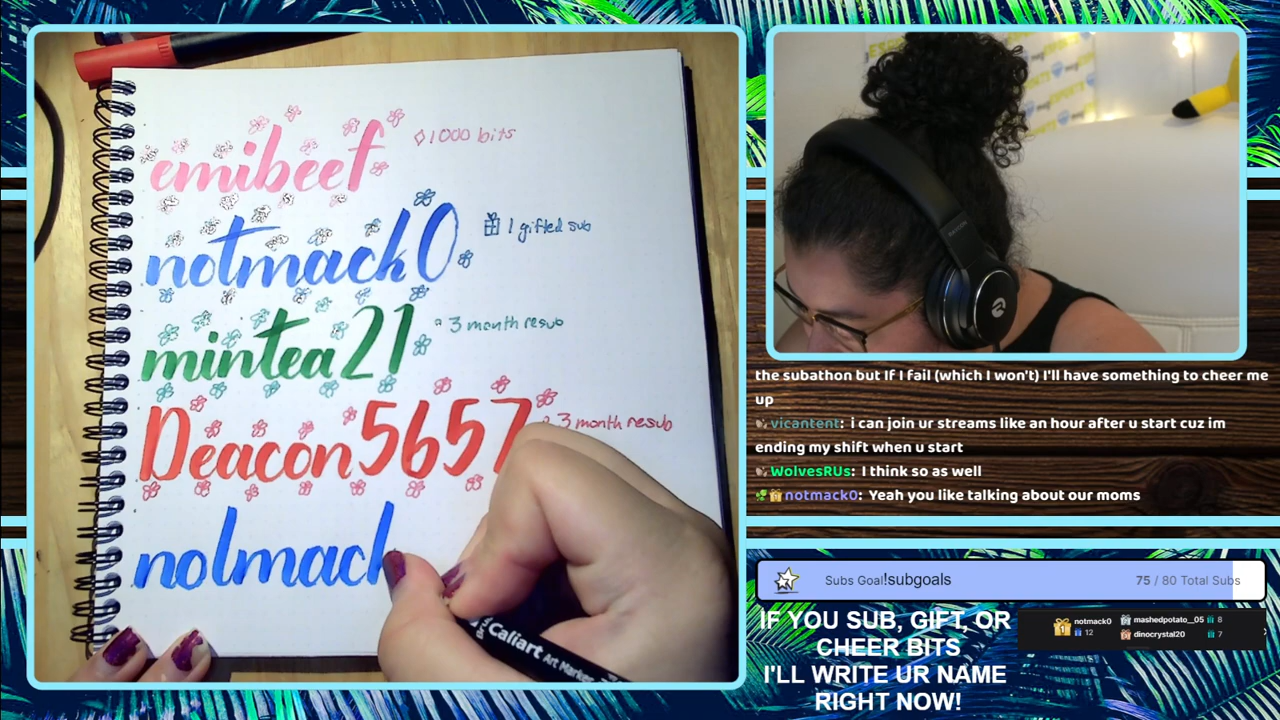 emibeef
1000 bits
notmack0
1 gifted sub
mintea21
3 month resub
Deacon5657
3 month resub
nolmack
Caliart Art Marker
the subathon but If I fail (which I won't) I'll have something to cheer me
up
vicantent: i can join ur streams like an hour after u start cuz im
ending my shift when u start
WolvesRUs: I think so as well
notmack0: Yeah you like talking about our moms
Subs Goal!subgoals
75 / 80 Total Subs
IF YOU SUB, GIFT, OR
CHEER BITS
I'LL WRITE UR NAME
RIGHT NOW!
1 notmack0
12
mashedpotato_05 8
dinocrystal20 7